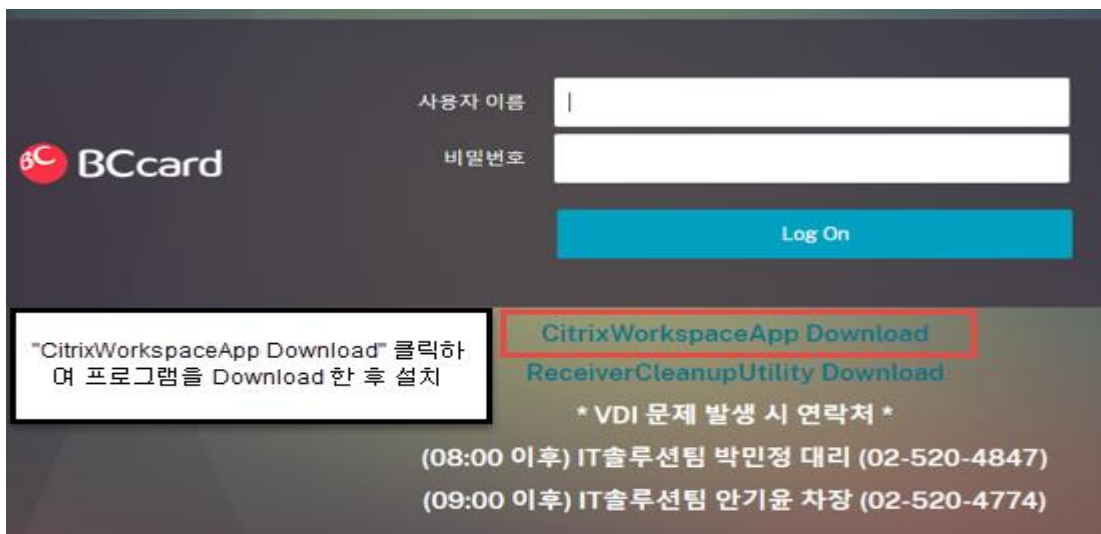 사용자 이름
BC BCcard
비밀번호
Log On
"CitrixWorkspaceApp Download" 클릭하
여 프로그램을 Download 한 후 설치
CitrixWorkspaceApp Download
ReceiverCleanupUtility Download
* VDI 문제 발생 시 연락처 *
(08:00 이후) IT솔루션팀 박민정 대리 (02-520-4847)
(09:00 이후) IT솔루션팀 안기윤 차장 (02-520-4774)